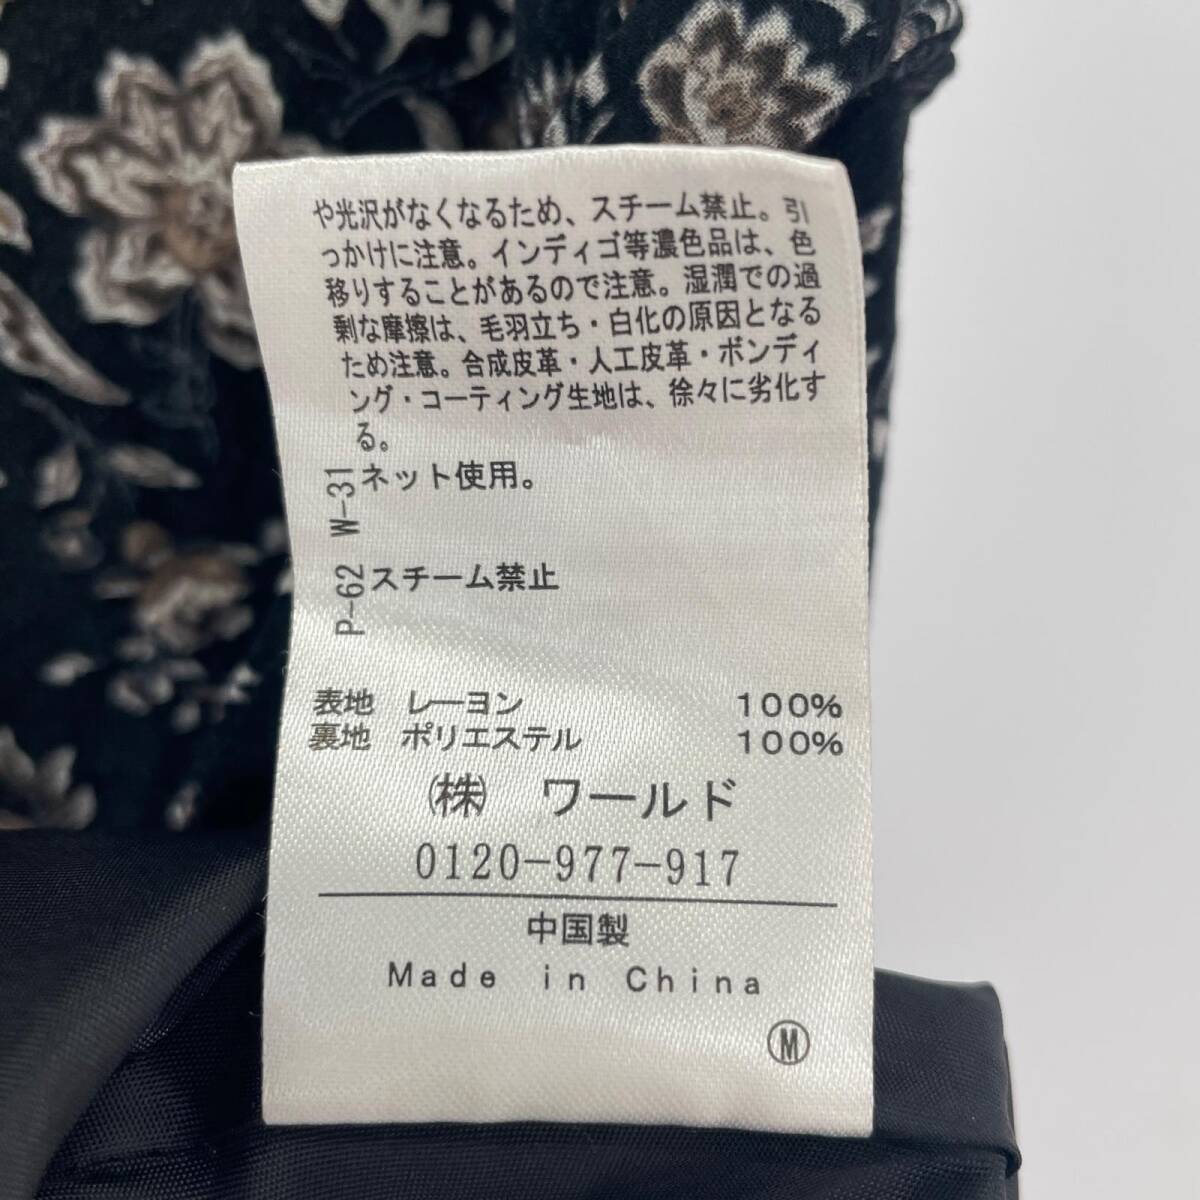 や光沢がなくなるため、スチーム禁止。引
っかけに注意。インディゴ等濃色品は、色
移りすることがあるので注意。湿潤での過
剰な摩擦は、毛羽立ち・白化の原因となる
ため注意。合成皮革・人工皮革・ボンディ
ング・コーティング生地は、徐々に劣化す
る。
ネット使用。
スチーム禁止
P-62 W-31
表地 レーヨン 100%
裏地 ポリエステル 100%
㈱ ワールド
0120-977-917
中国製
Made in China
Ⓜ